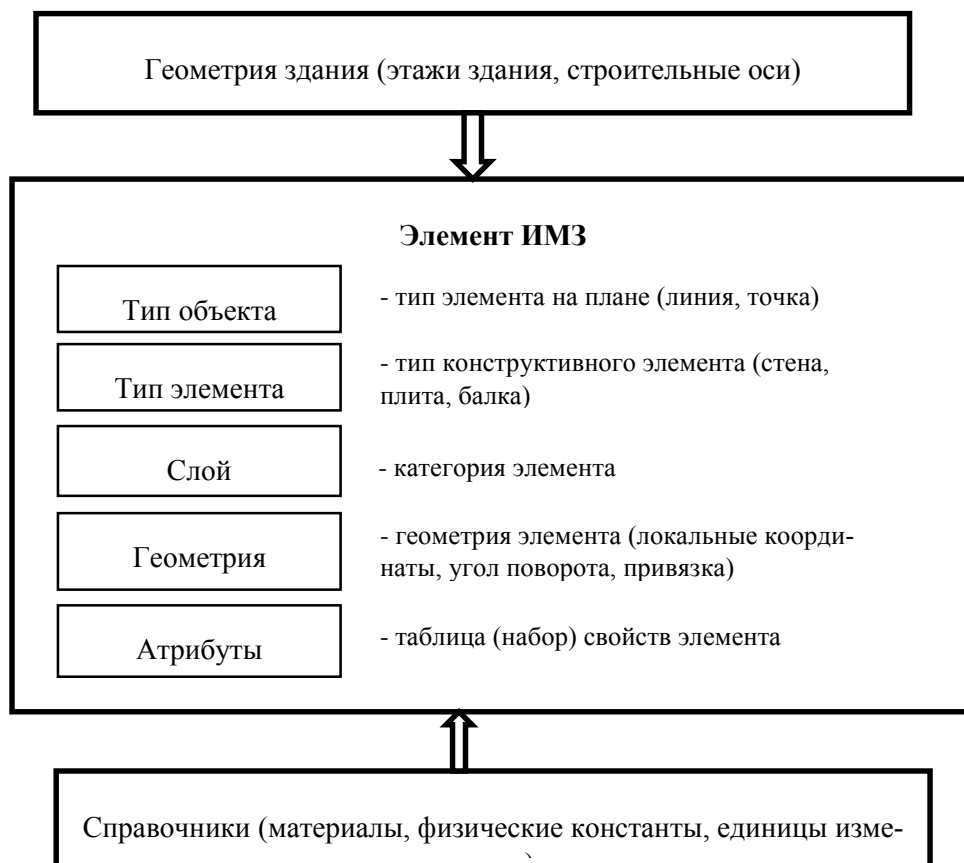 Геометрия здания (этажи здания, строительные оси)
Элемент ИМЗ
Тип объекта
- тип элемента на плане (линия, точка)
Тип элемента
- тип конструктивного элемента (стена,
плита, балка)
Слой
- категория элемента
Геометрия
- геометрия элемента (локальные коорди-
наты, угол поворота, привязка)
Атрибуты
- таблица (набор) свойств элемента
Справочники (материалы, физические константы, единицы изме-